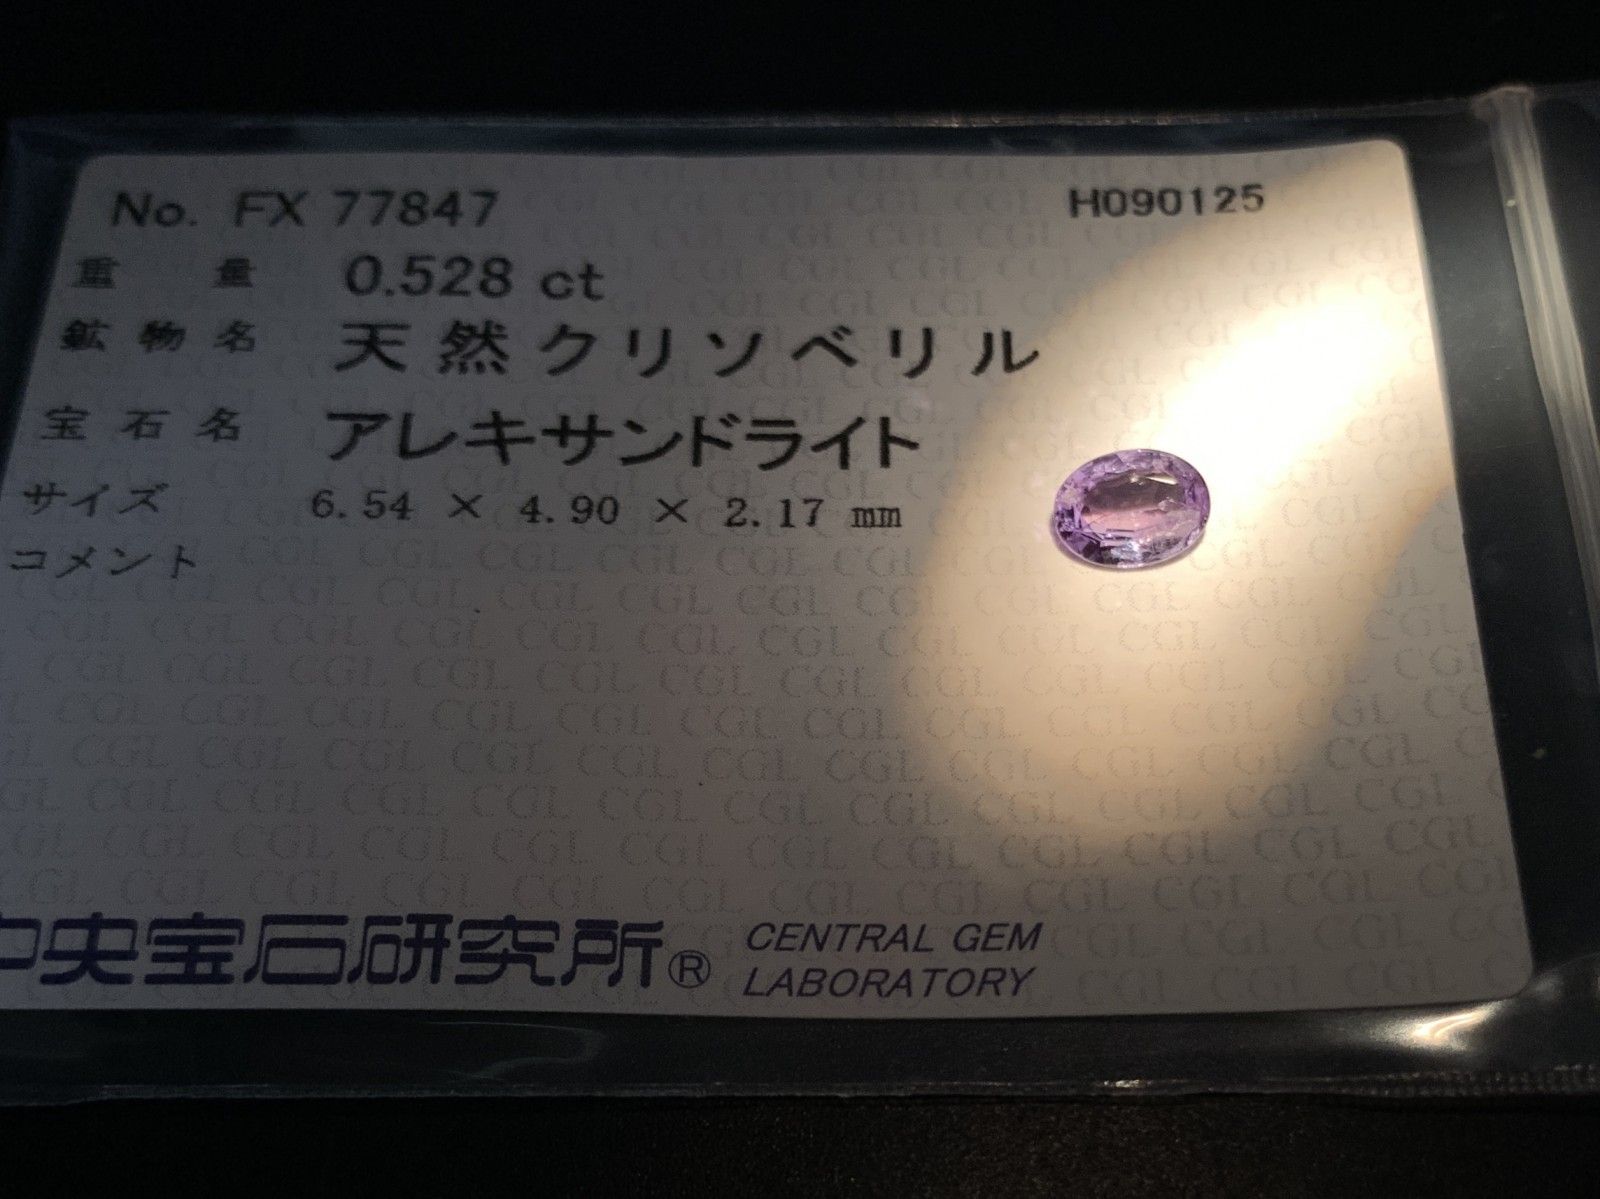 No. FX 77847 H090125
重量 0.528 ct
鉱物名 天然クリソベリル
宝石名 アレキサンドライト
サイズ 6.54 × 4.90 × 2.17 mm
コメント
中央宝石研究所® CENTRAL GEM
LABORATORY